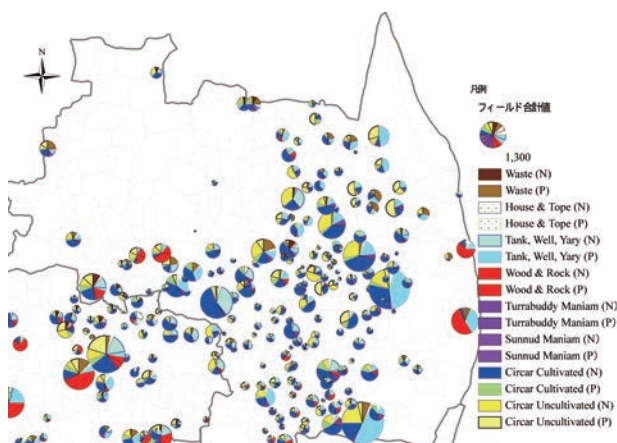 N
凡例
フィールド合計値
1,300
Waste (N)
Waste (P)
House & Tope (N)
House & Tope (P)
Tank, Well, Yary (N)
Tank, Well, Yary (P)
Wood & Rock (N)
Wood & Rock (P)
Turrabuddy Maniam (N)
Turrabuddy Maniam (P)
Sunnud Maniam (N)
Sunnud Maniam (P)
Circar Cultivated (N)
Circar Cultivated (P)
Circar Uncultivated (N)
Circar Uncultivated (P)